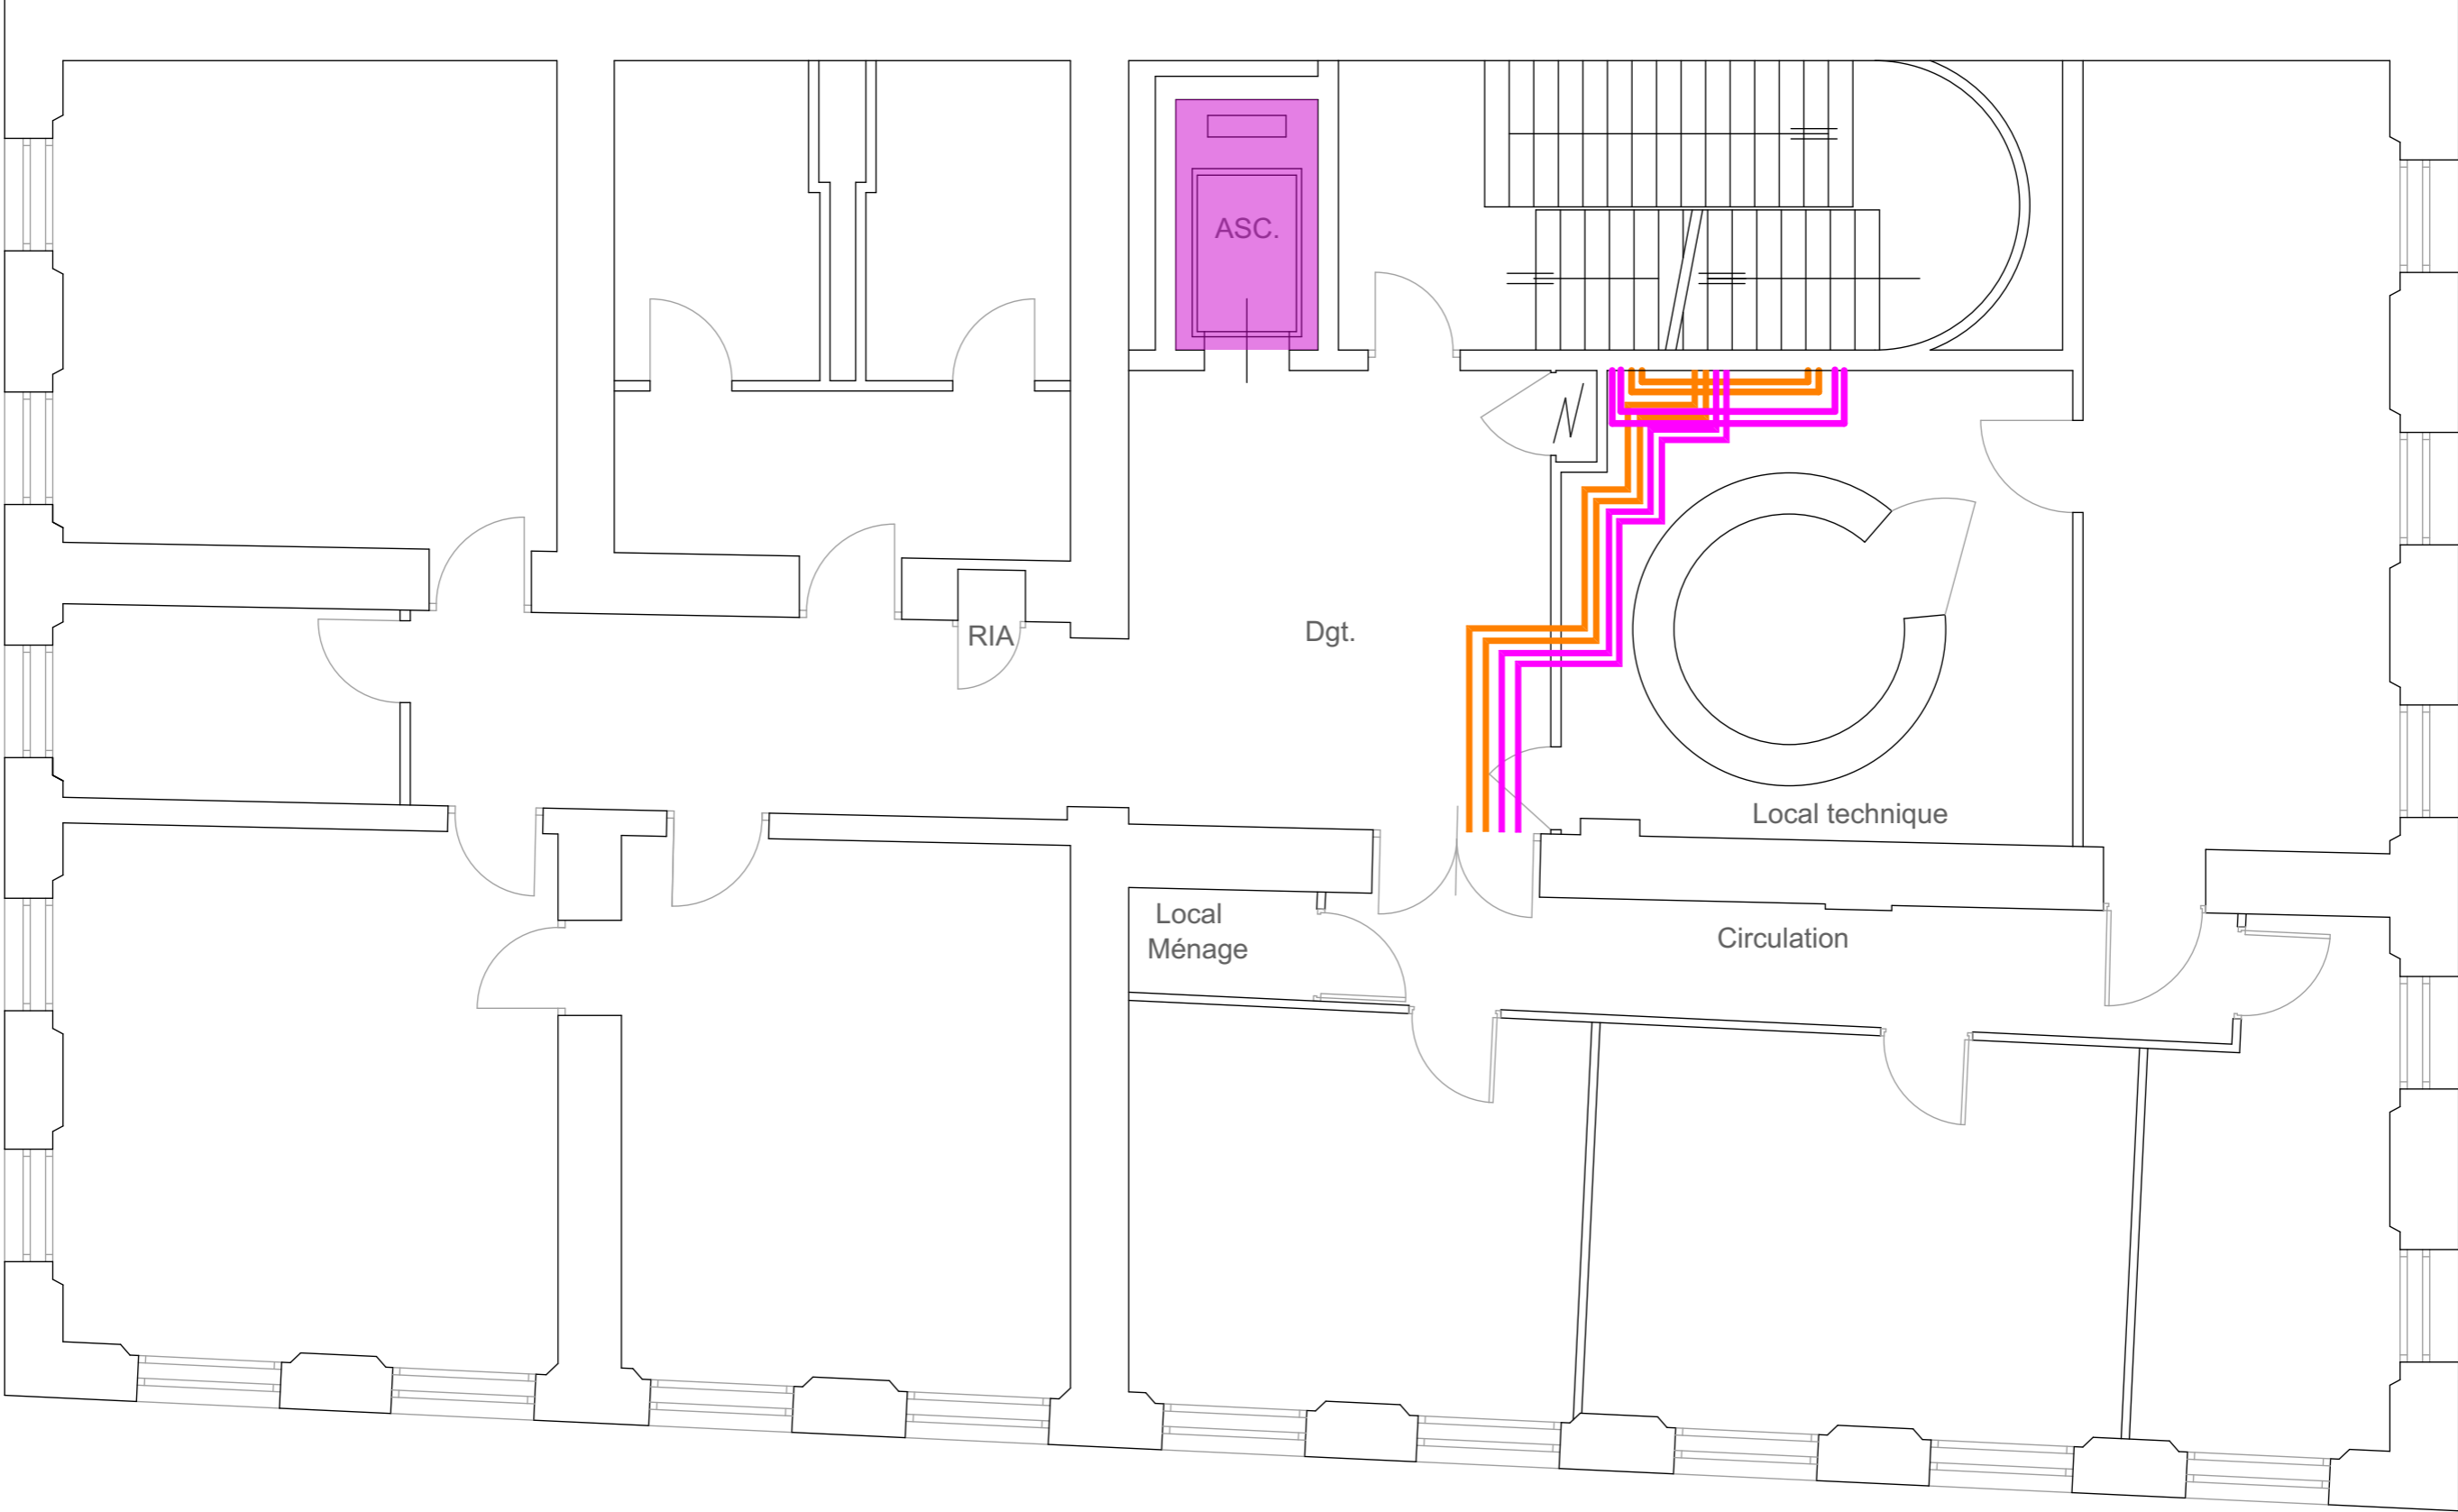 ASC.
RIA
Dgt.
Local technique
Local
Ménage
Circulation